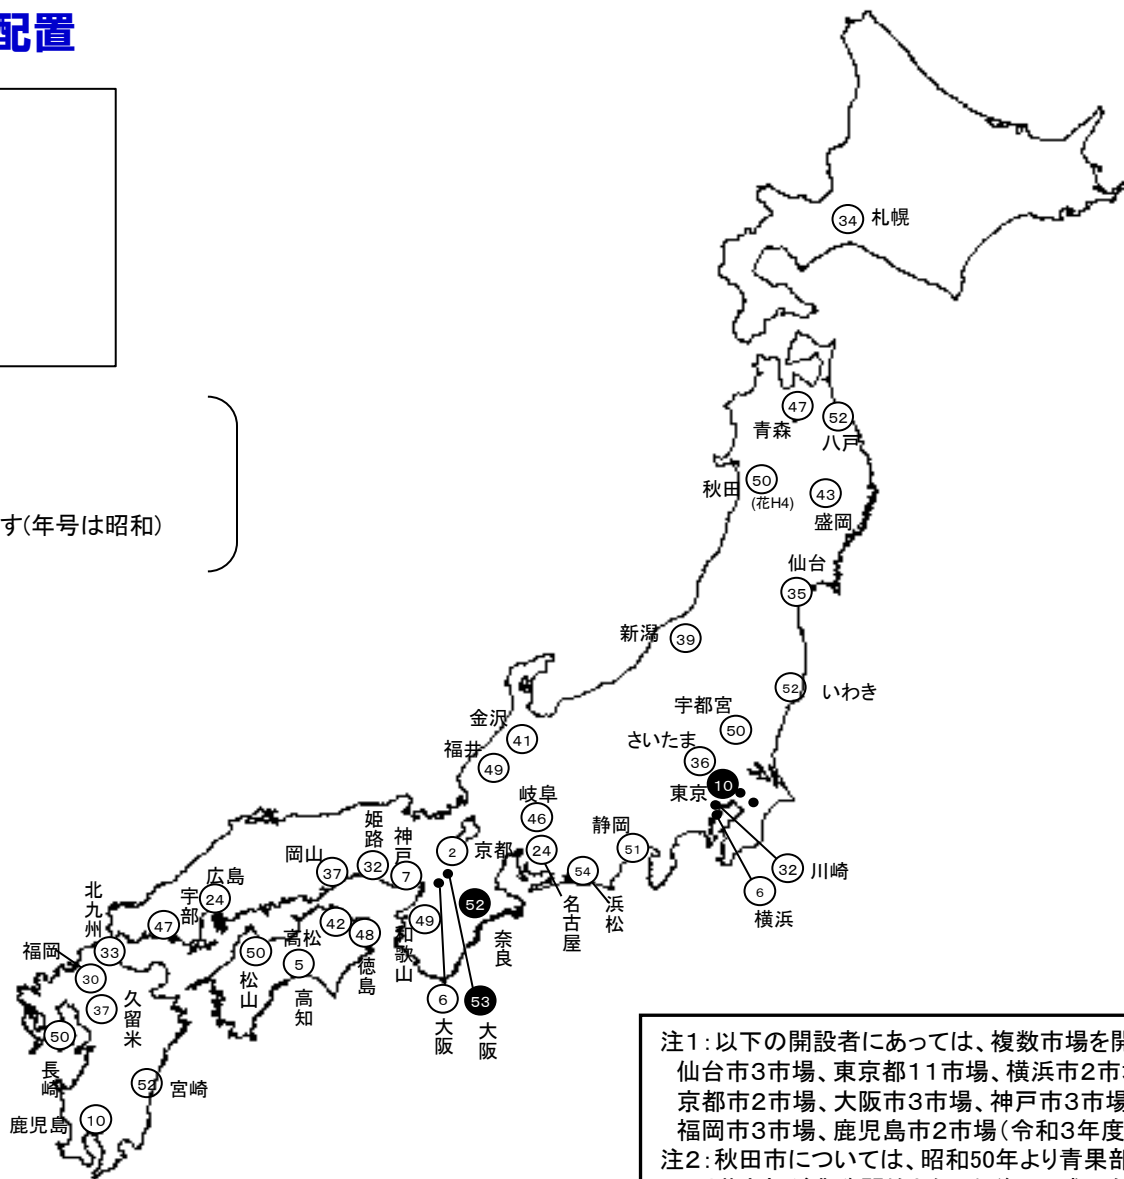 配置
す(年号は昭和)
34 札幌
47
青森
52
八戸
秋田 50
(花H4)
43
盛岡
仙台
35
新潟 39
52 いわき
宇都宮
50
さいたま
36
東京 10
32 川崎
6
横浜
金沢
41
福井
49
岐阜
46
静岡
51
24
名古屋
54
浜松
2 京都
姫路
32
神戸
7
岡山
37
広島
24
宇部
47
北九州
33
福岡
30
37
久留米
50
長崎
52 宮崎
鹿児島 10
50
松山
高松
42
5
高知
48
徳島
49
和歌山
52
奈良
6
大阪
53
大阪
注1:以下の開設者にあっては、複数市場を開
仙台市3市場、東京都11市場、横浜市2市
京都市2市場、大阪市3市場、神戸市3市場
福岡市3市場、鹿児島市2市場(令和3年度
注2:秋田市については、昭和50年より青果部